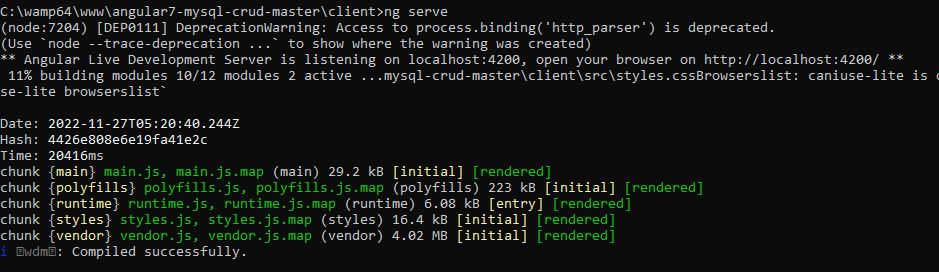 C:\wamp64\www\angular7-mysql-crud-master\client>ng serve
(node:7204) [DEP0111] DeprecationWarning: Access to process.binding('http_parser') is deprecated.
(Use `node --trace-deprecation ...` to show where the warning was created)
** Angular Live Development Server is listening on localhost:4200, open your browser on http://localhost:4200/ **
 11% building modules 10/12 modules 2 active ...mysql-crud-master\client\src\styles.cssBrowserslist: caniuse-lite is
se-lite browserslist`

Date: 2022-11-27T05:20:40.244Z
Hash: 4426e808e6e19fa41e2c
Time: 20416ms
chunk {main} main.js, main.js.map (main) 29.2 kB [initial] [rendered]
chunk {polyfills} polyfills.js, polyfills.js.map (polyfills) 223 kB [initial] [rendered]
chunk {runtime} runtime.js, runtime.js.map (runtime) 6.08 kB [entry] [rendered]
chunk {styles} styles.js, styles.js.map (styles) 16.4 kB [initial] [rendered]
chunk {vendor} vendor.js, vendor.js.map (vendor) 4.02 MB [initial] [rendered]
i wdm: Compiled successfully.